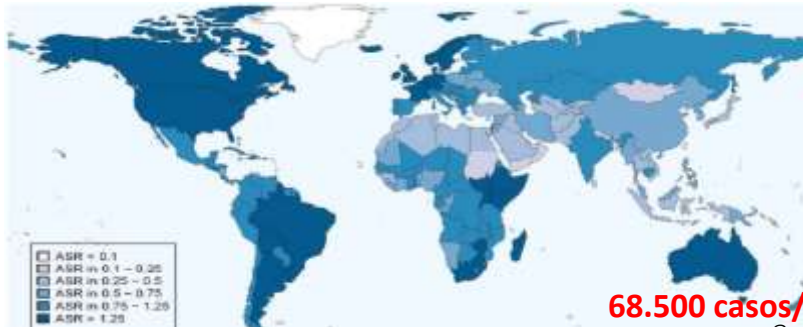 ASR = 0.1
ASR in 0.1 – 0.25
ASR in 0.25 – 0.5
ASR in 0.5 – 0.75
ASR in 0.75 – 1.25
ASR = 1.25
68.500 casos/